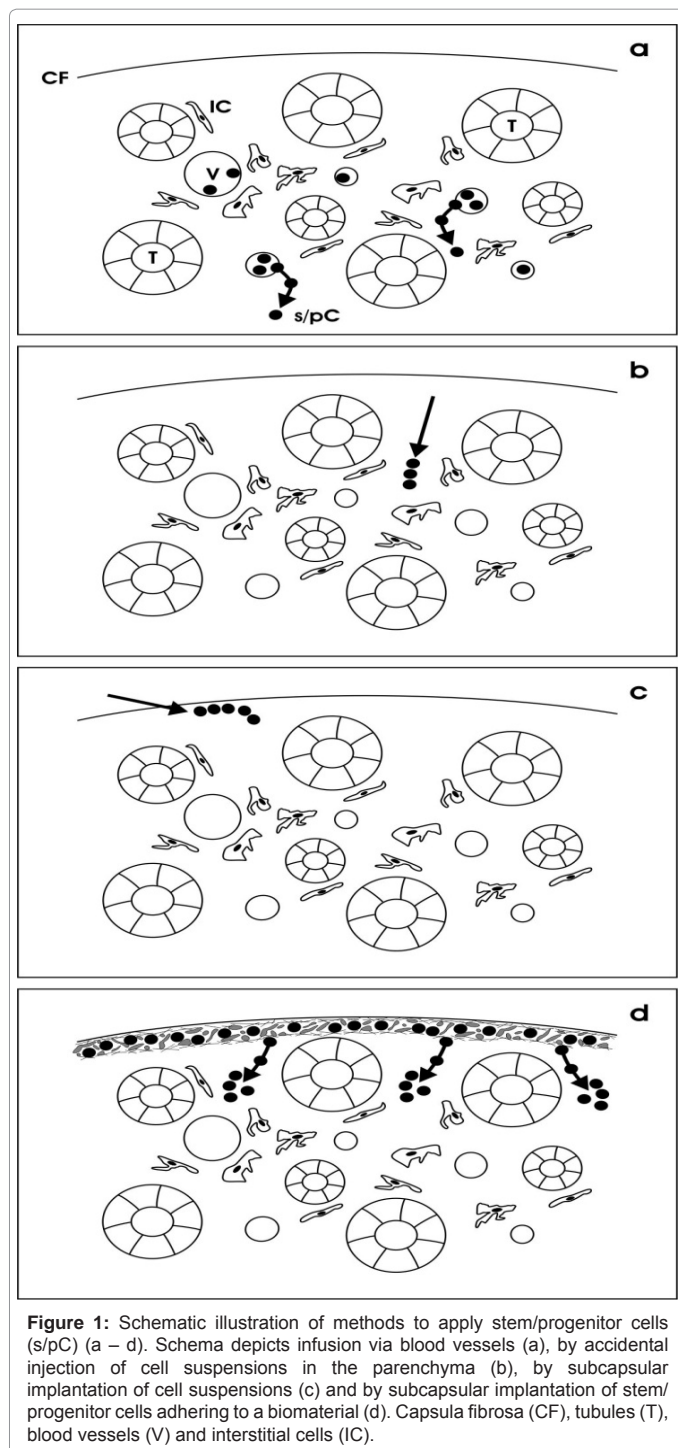 a
CF
IC
T
V
T
s/pC
b
c
d
Figure 1: Schematic illustration of methods to apply stem/progenitor cells
(s/pC) (a – d). Schema depicts infusion via blood vessels (a), by accidental
injection of cell suspensions in the parenchyma (b), by subcapsular
implantation of cell suspensions (c) and by subcapsular implantation of stem/
progenitor cells adhering to a biomaterial (d). Capsula fibrosa (CF), tubules (T),
blood vessels (V) and interstitial cells (IC).